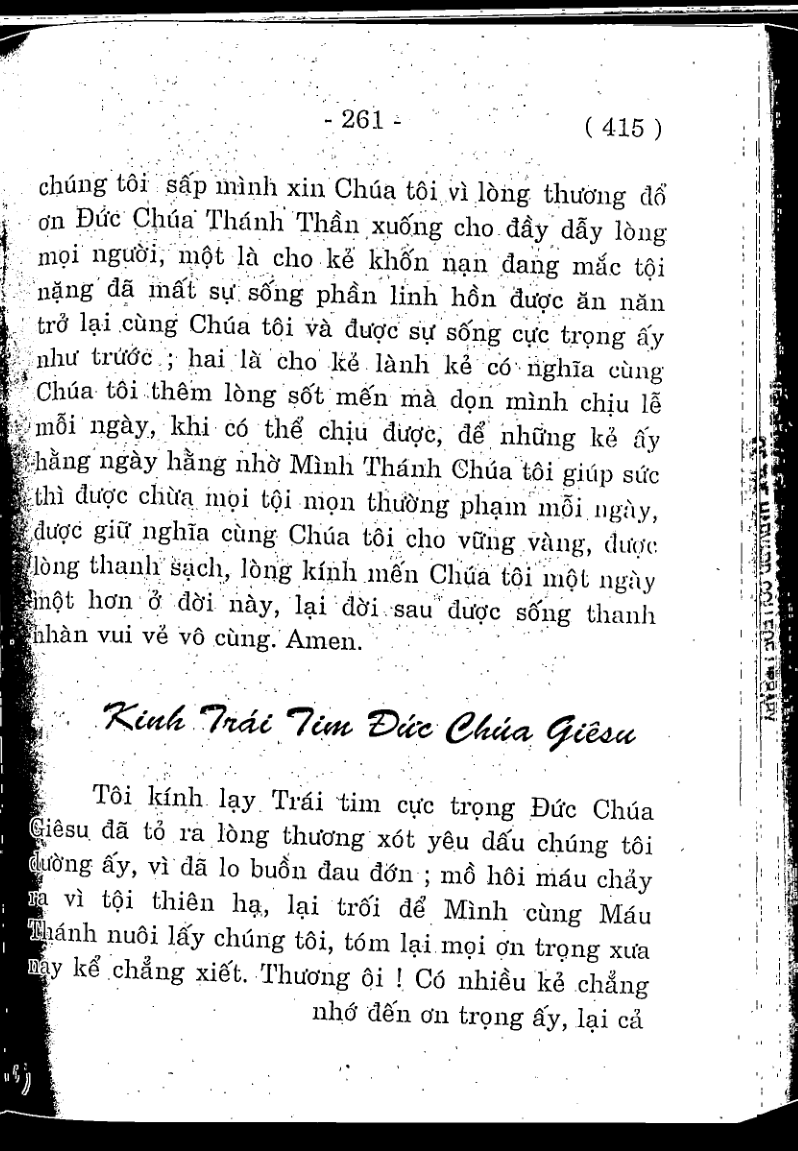 - 261 -
( 415 )
chúng tôi sấp mình xin Chúa tôi vì lòng thương đổ
ơn Đức Chúa Thánh Thần xuống cho đầy dẫy lòng
mọi người, một là cho kẻ khốn nạn đang mắc tội
nặng đã mất sự sống phần linh hồn được ăn năn
trở lại cùng Chúa tôi và được sự sống cực trọng ấy
như trước ; hai là cho kẻ lành kẻ có nghĩa cùng
Chúa tôi thêm lòng sốt mến mà dọn mình chịu lễ
mỗi ngày, khi có thể chịu được, để những kẻ ấy
hằng ngày hằng nhờ Mình Thánh Chúa tôi giúp sức
thì được chừa mọi tội mọn thường phạm mỗi ngày,
được giữ nghĩa cùng Chúa tôi cho vững vàng, được
lòng thanh sạch, lòng kính mến Chúa tôi một ngày
một hơn ở đời này, lại đời sau được sống thanh
nhàn vui vẻ vô cùng. Amen.
Kinh Trái Tim Đức Chúa Giêsu
Tôi kính lạy Trái tim cực trọng Đức Chúa
Giêsu đã tỏ ra lòng thương xót yêu dấu chúng tôi
dường ấy, vì đã lo buồn đau đớn ; mồ hôi máu chảy
ra vì tội thiên hạ, lại trối để Mình cùng Máu
Thánh nuôi lấy chúng tôi, tóm lại mọi ơn trọng xưa
nay kể chẳng xiết. Thương ôi ! Có nhiều kẻ chẳng
nhớ đến ơn trọng ấy, lại cả